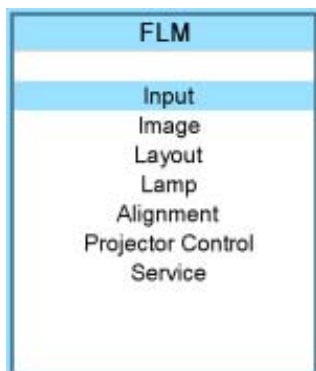 FLM
Input
Image
Layout
Lamp
Alignment
Projector Control
Service